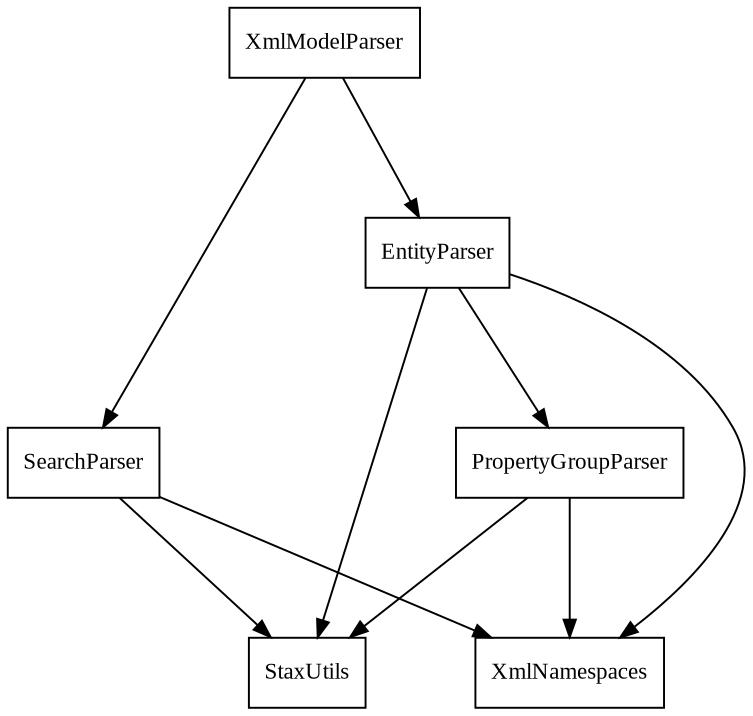 XmlModelParser
EntityParser
SearchParser
PropertyGroupParser
StaxUtils
XmlNamespaces